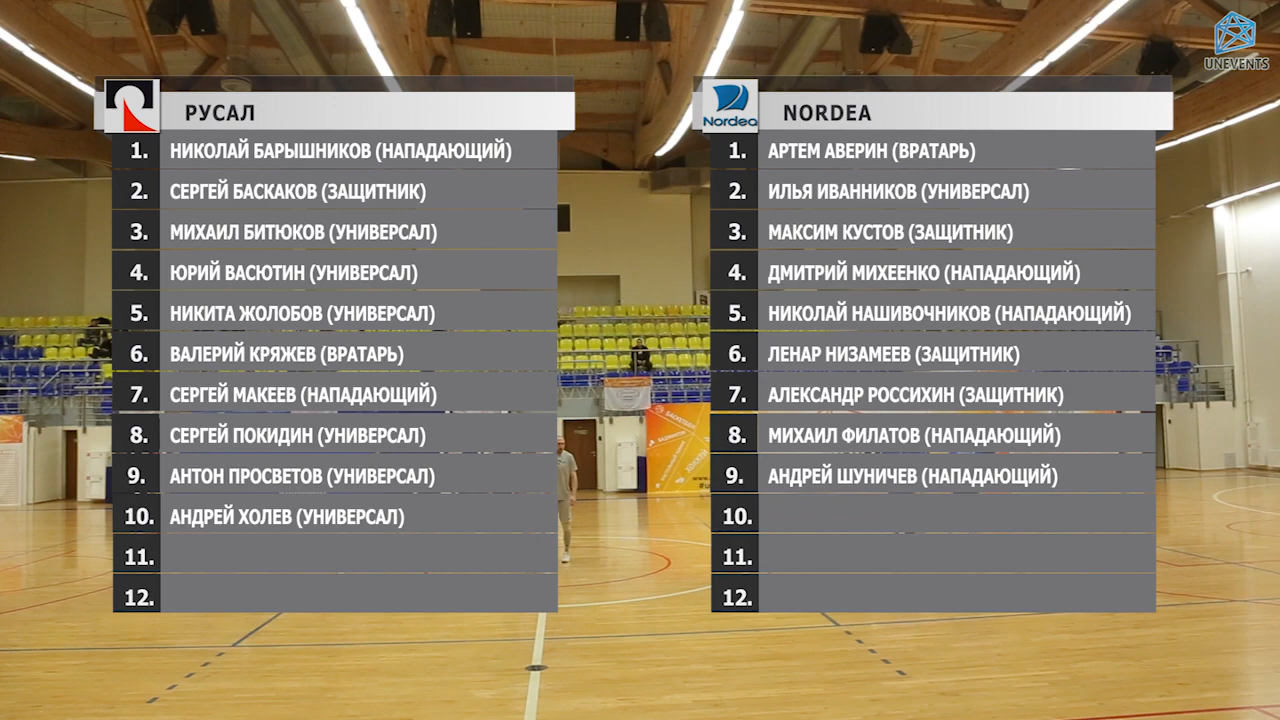 UNEVENTS
РУСАЛ
1. НИКОЛАЙ БАРЫШНИКОВ (НАПАДАЮЩИЙ)
2. СЕРГЕЙ БАСКАКОВ (ЗАЩИТНИК)
3. МИХАИЛ БИТЮКОВ (УНИВЕРСАЛ)
4. ЮРИЙ ВАСЮТИН (УНИВЕРСАЛ)
5. НИКИТА ЖОЛОБОВ (УНИВЕРСАЛ)
6. ВАЛЕРИЙ КРЯЖЕВ (ВРАТАРЬ)
7. СЕРГЕЙ МАКЕЕВ (НАПАДАЮЩИЙ)
8. СЕРГЕЙ ПОКИДИН (УНИВЕРСАЛ)
9. АНТОН ПРОСВЕТОВ (УНИВЕРСАЛ)
10. АНДРЕЙ ХОЛЕВ (УНИВЕРСАЛ)
11.
12.
Nordea
NORDEA
1. АРТЕМ АВЕРИН (ВРАТАРЬ)
2. ИЛЬЯ ИВАННИКОВ (УНИВЕРСАЛ)
3. МАКСИМ КУСТОВ (ЗАЩИТНИК)
4. ДМИТРИЙ МИХЕЕНКО (НАПАДАЮЩИЙ)
5. НИКОЛАЙ НАШИВОЧНИКОВ (НАПАДАЮЩИЙ)
6. ЛЕНАР НИЗАМЕЕВ (ЗАЩИТНИК)
7. АЛЕКСАНДР РОССИХИН (ЗАЩИТНИК)
8. МИХАИЛ ФИЛАТОВ (НАПАДАЮЩИЙ)
9. АНДРЕЙ ШУНИЧЕВ (НАПАДАЮЩИЙ)
10.
11.
12.
БАСКЕТБОЛ